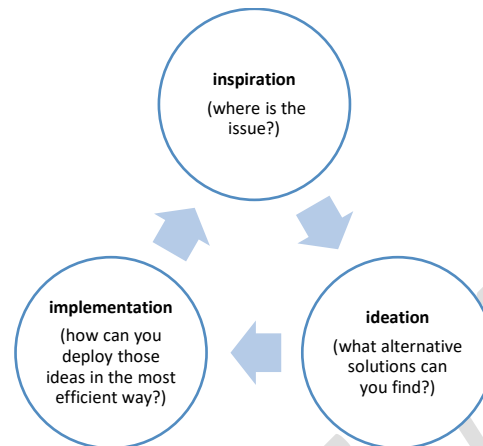 inspiration
(where is the
issue?)
implementation
(how can you
deploy those
ideas in the most
efficient way?)
ideation
(what alternative
solutions can
you find?)